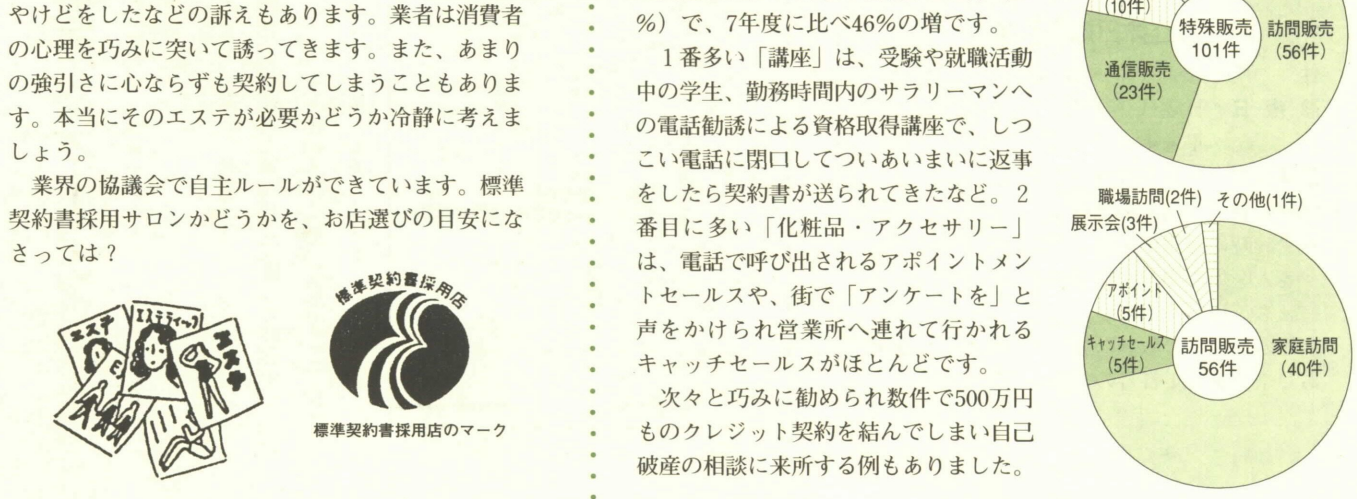 やけどをしたなどの訴えもあります。業者は消費者
の心理を巧みに突いて誘ってきます。また、あまり
の強引さに心ならずも契約してしまうこともありま
す。本当にそのエステが必要かどうか冷静に考えま
しょう。
業界の協議会で自主ルールができています。標準
契約書採用サロンかどうかを、お店選びの目安にな
さっては？
エステ
エステティック
エステ
標準契約書採用店
標準契約書採用店のマーク
%）で、7年度に比べ46%の増です。
1番多い「講座」は、受験や就職活動
中の学生、勤務時間内のサラリーマンへ
の電話勧誘による資格取得講座で、しつ
こい電話に閉口してついあいまいに返事
をしたら契約書が送られてきたなど。2
番目に多い「化粧品・アクセサリー」
は、電話で呼び出されるアポイントメン
トセールスや、街で「アンケートを」と
声をかけられ営業所へ連れて行かれる
キャッチセールスがほとんどです。
次々と巧みに勧められ数件で500万円
ものクレジット契約を結んでしまい自己
破産の相談に来所する例もありました。
(10件)
特殊販売
101件
訪問販売
(56件)
通信販売
(23件)
職場訪問(2件)
その他(1件)
展示会(3件)
アポイント
(5件)
キャッチセールス
(5件)
訪問販売
56件
家庭訪問
(40件)